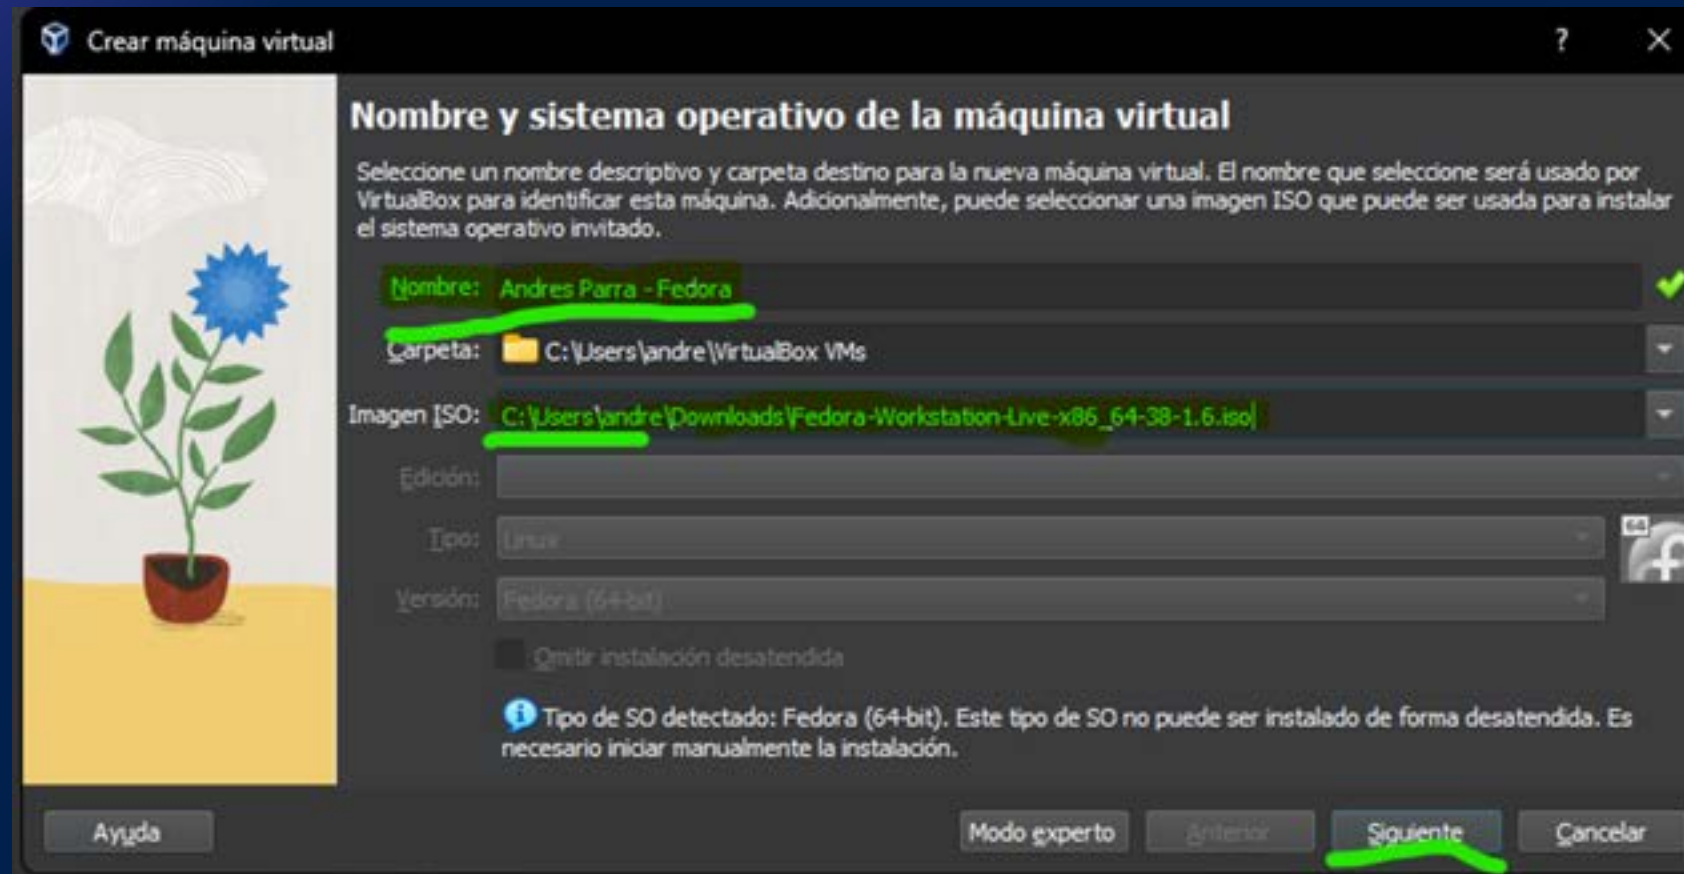 Crear máquina virtual
?
Nombre y sistema operativo de la máquina virtual
Seleccione un nombre descriptivo y carpeta destino para la nueva máquina virtual. El nombre que seleccione será usado por
VirtualBox para identificar esta máquina. Adicionalmente, puede seleccionar una imagen ISO que puede ser usada para instalar
el sistema operativo invitado.
Nombre: Andres Parra - Fedora
Carpeta: C:\Users\andre\VirtualBox VMs
Imagen ISO: C:\Users\andre\Downloads\Fedora-Workstation-Live-x86_64-38-1.6.iso
Edición:
Tipo: Linux
64
Versión: Fedora (64-bit)
Omitir instalación desatendida
Tipo de SO detectado: Fedora (64-bit). Este tipo de SO no puede ser instalado de forma desatendida. Es
necesario iniciar manualmente la instalación.
Ayuda Modo experto Anterior Siguiente Cancelar